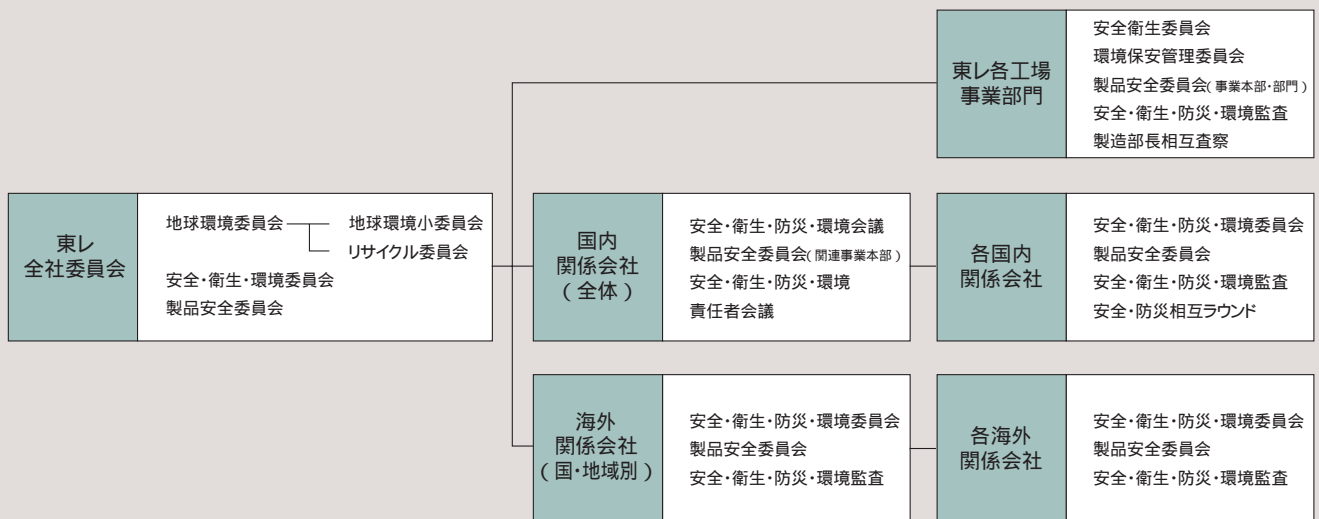 東レ各工場
事業部門
安全衛生委員会
環境保安管理委員会
製品安全委員会(事業本部・部門)
安全・衛生・防災・環境監査
製造部長相互査察
東レ
全社委員会
地球環境委員会 地球環境小委員会
リサイクル委員会
安全・衛生・環境委員会
製品安全委員会
国内
関係会社
(全体)
安全・衛生・防災・環境会議
製品安全委員会(関連事業本部)
安全・衛生・防災・環境
責任者会議
各国内
関係会社
安全・衛生・防災・環境委員会
製品安全委員会
安全・衛生・防災・環境監査
安全・防災相互ラウンド
海外
関係会社
(国・地域別)
安全・衛生・防災・環境委員会
製品安全委員会
安全・衛生・防災・環境監査
各海外
関係会社
安全・衛生・防災・環境委員会
製品安全委員会
安全・衛生・防災・環境監査